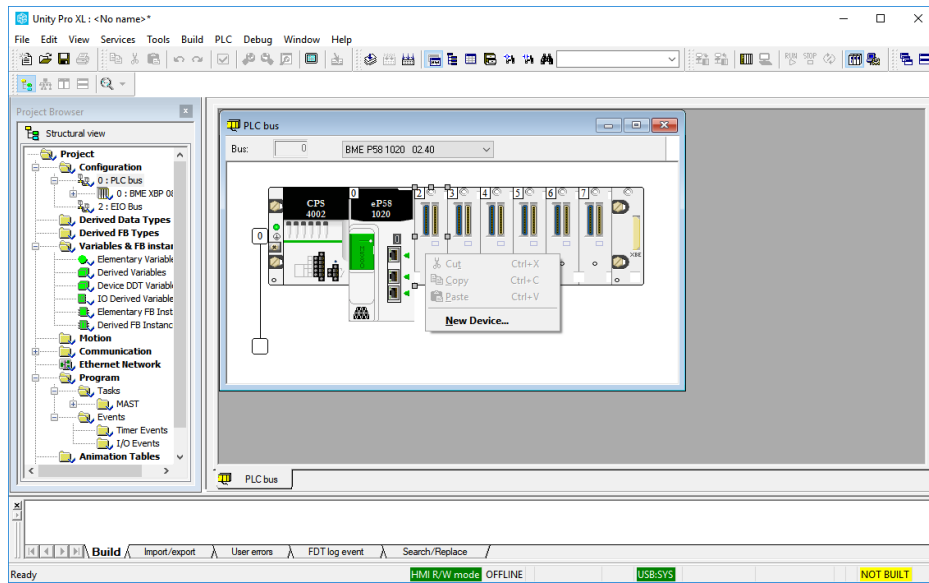 Unity Pro XL : <No name>*
File Edit View Services Tools Build PLC Debug Window Help
RUN STOP
Project Browser
Structural view
Project
Configuration
0 : PLC bus
0 : BME XBP 08
2 : EIO Bus
Derived Data Types
Derived FB Types
Variables & FB instan
Elementary Variable
Derived Variables
Device DDT Variabl
IO Derived Variable
Elementary FB Inst
Derived FB Instanc
Motion
Communication
Ethernet Network
Program
Tasks
MAST
Events
Timer Events
I/O Events
Animation Tables
PLC bus
Bus: 0 BME P58 1020 02.40
0 2 3 4 5 6 7
CPS
4002
eP58
1020
0
XBE
Cut Ctrl+X
Copy Ctrl+C
Paste Ctrl+V
New Device...
PLC bus
Build Import/export User errors FDT log event Search/Replace
Ready HMI R/W mode OFFLINE USB:SYS NOT BUILT